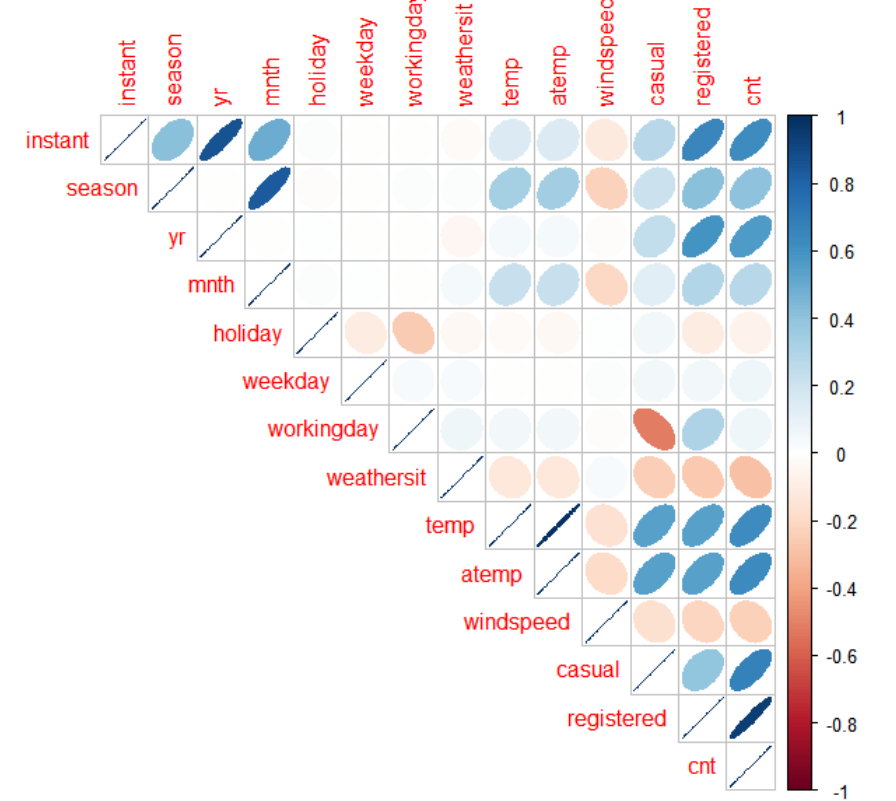 instant
season
yr
mnth
holiday
weekday
workingday
weathersit
temp
atemp
windspeed
casual
registered
cnt
instant
season
yr
mnth
holiday
weekday
workingday
weathersit
temp
atemp
windspeed
casual
registered
cnt
1
0.8
0.6
0.4
0.2
0
-0.2
-0.4
-0.6
-0.8
-1